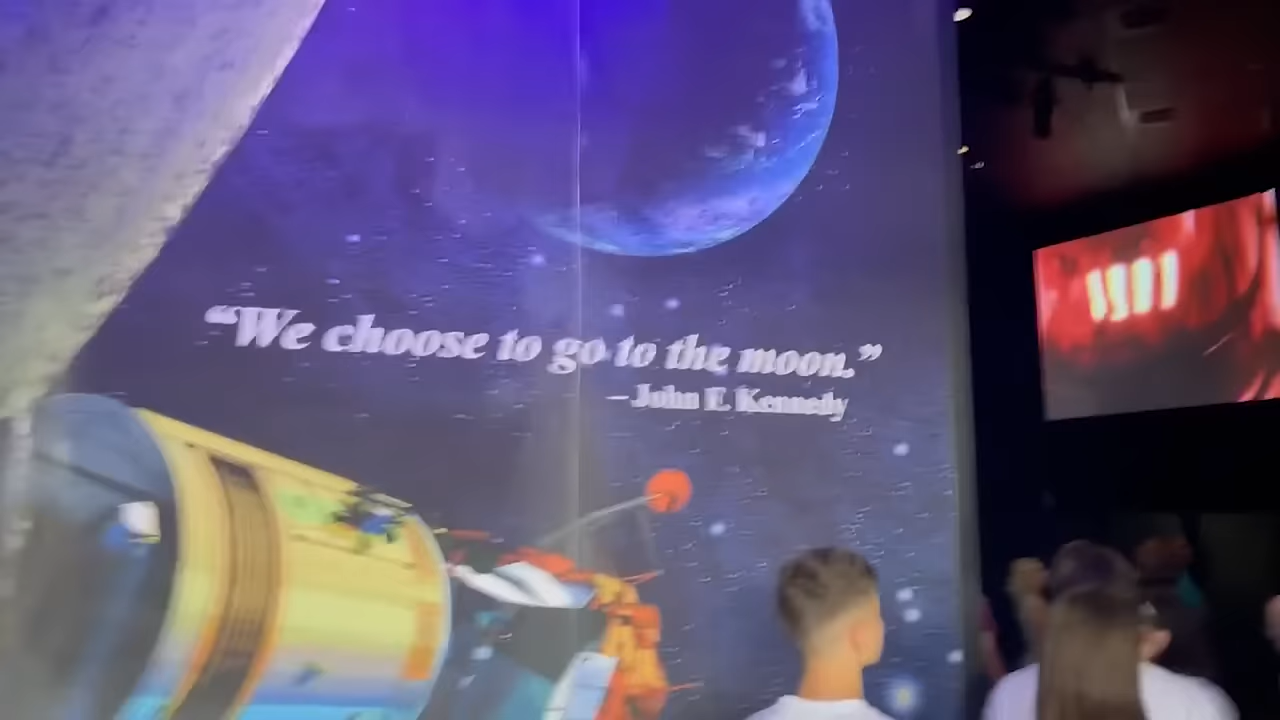 “We choose to go to the moon.”
– John F. Kennedy